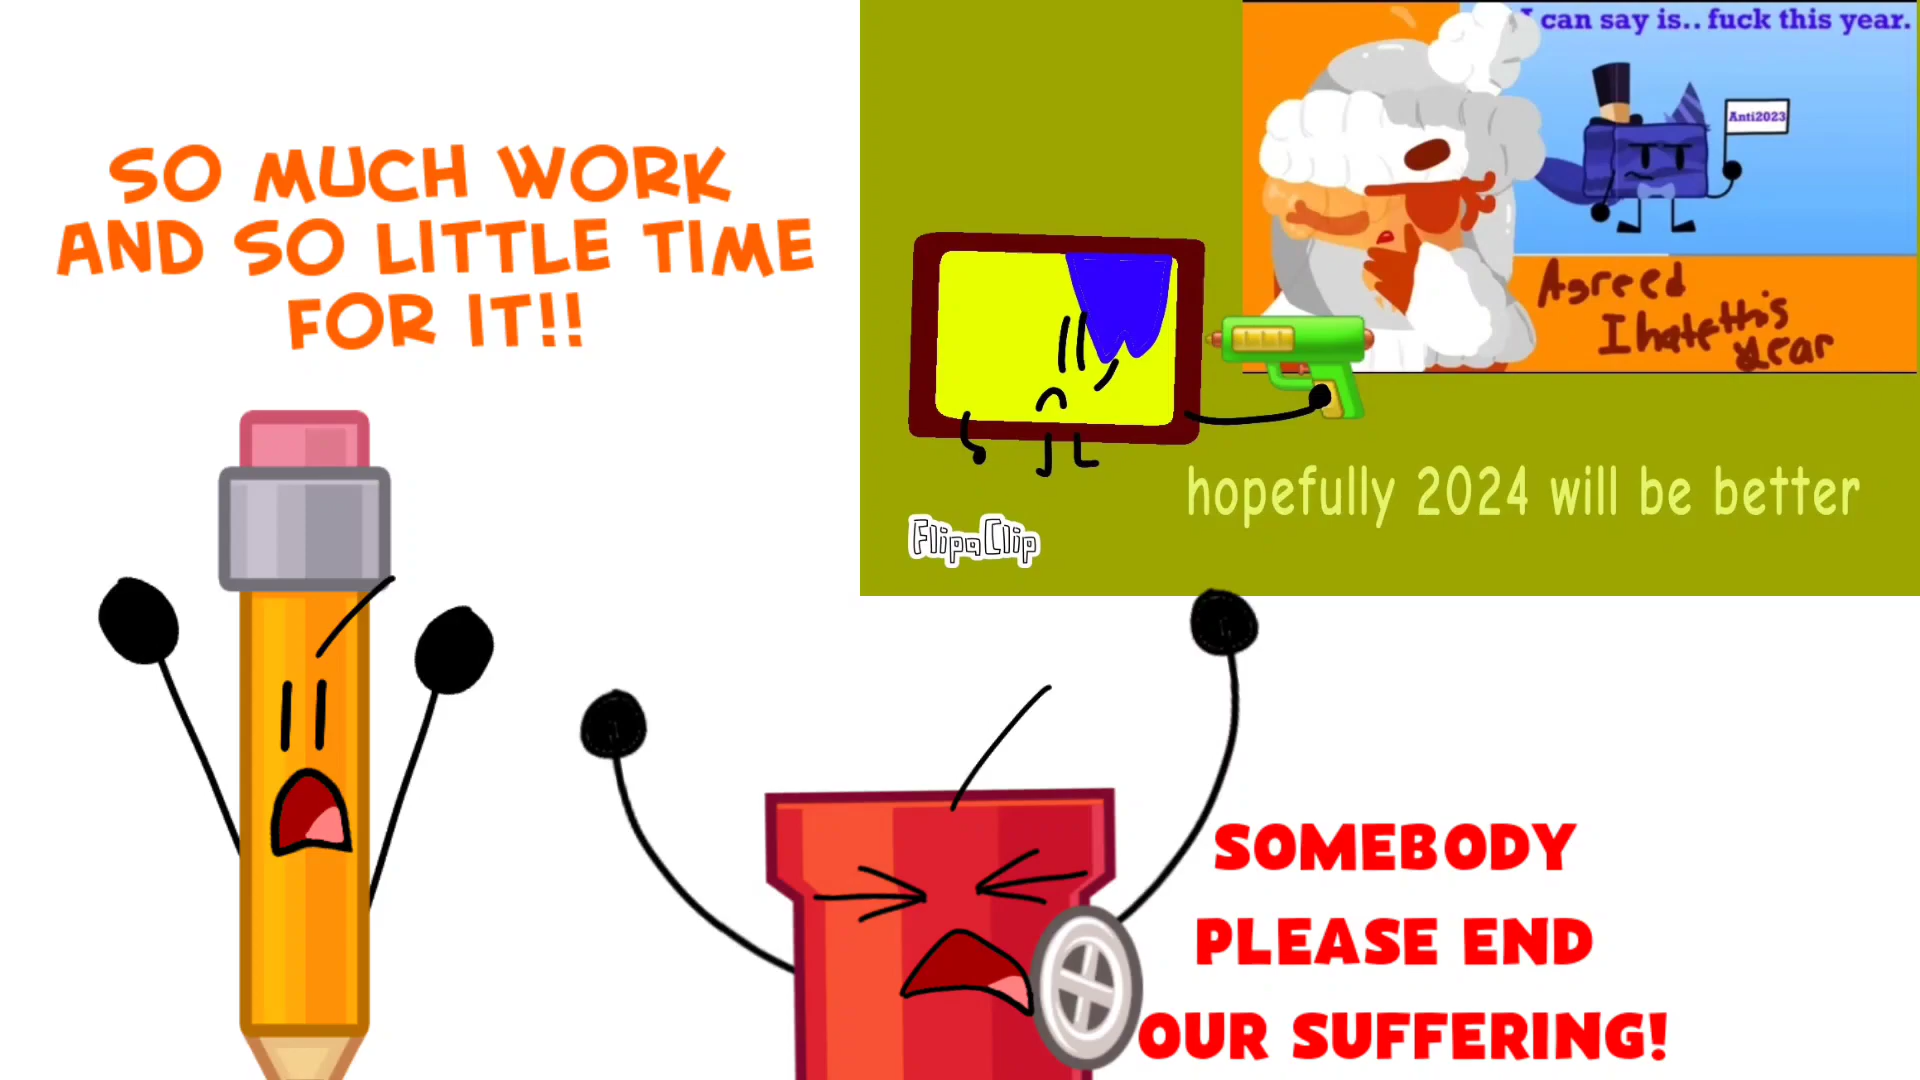 SO MUCH WORK
AND SO LITTLE TIME
FOR IT!!
I can say is.. fuck this year.
Anti2023
Agreed
I hate this
year
hopefully 2024 will be better
FlipaClip
SOMEBODY
PLEASE END
OUR SUFFERING!